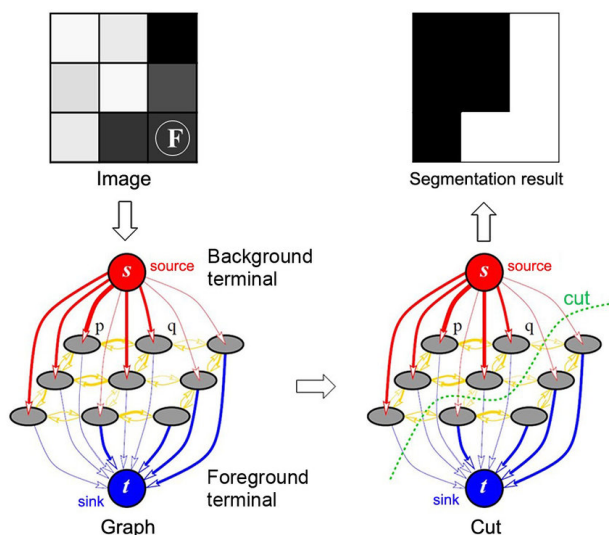 F
Image
Segmentation result
s
source
Background
terminal
p
q
t
sink
Foreground
terminal
Graph
s
source
cut
p
q
t
sink
Cut